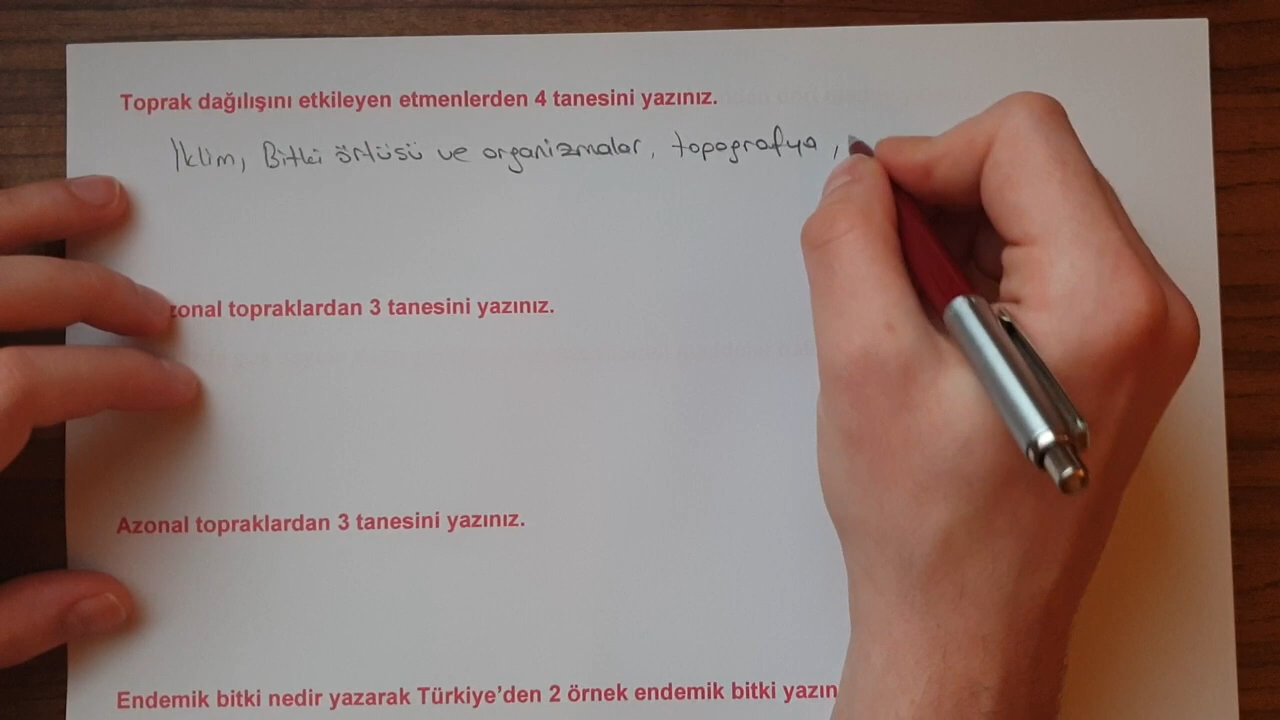 Toprak dağılışını etkileyen etmenlerden 4 tanesini yazınız.
İklim, Bitki örtüsü ve organizmalar, topografya,
zonal topraklardan 3 tanesini yazınız.
Azonal topraklardan 3 tanesini yazınız.
Endemik bitki nedir yazarak Türkiye'den 2 örnek endemik bitki yazın